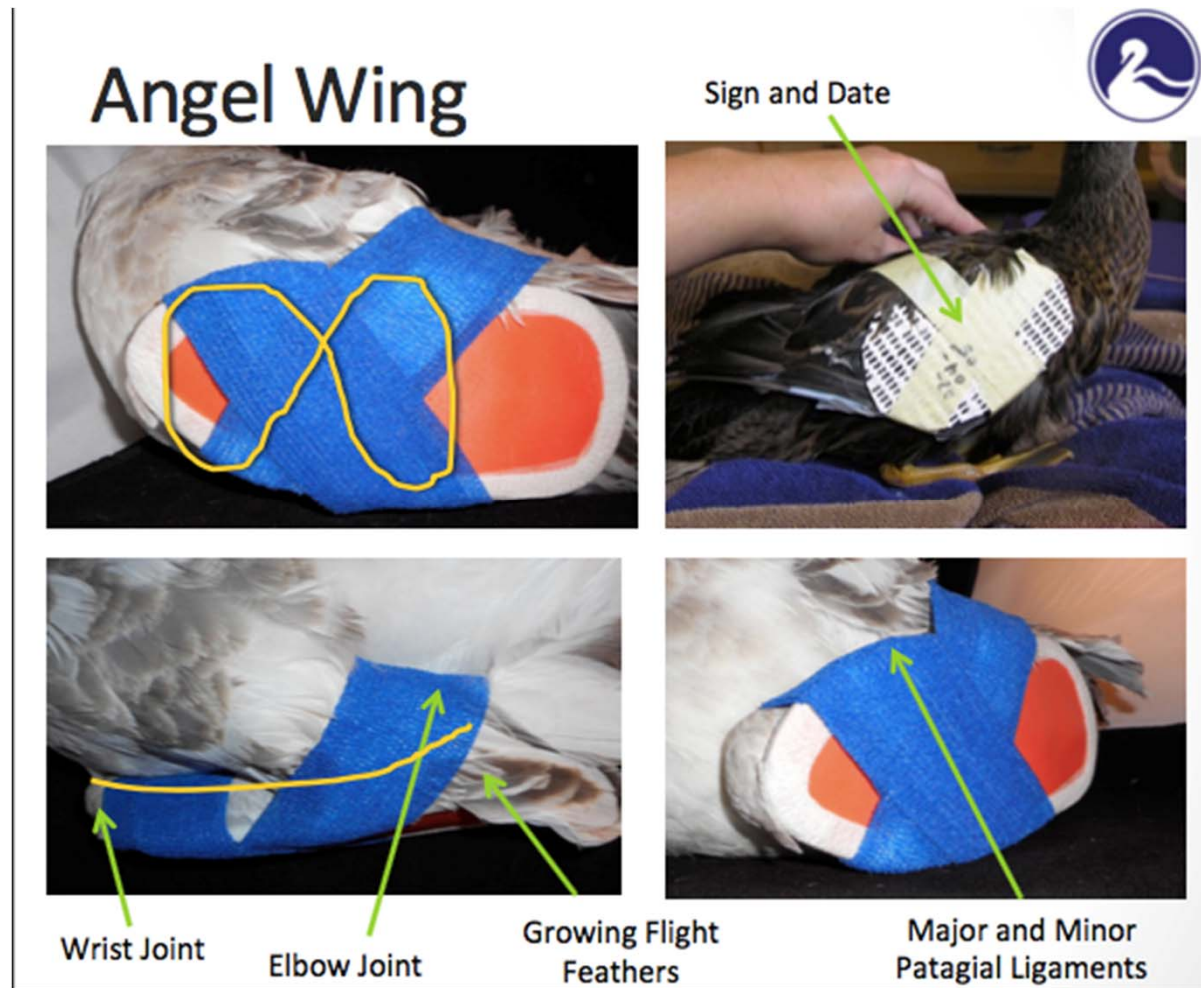 Angel Wing
Sign and Date
Wrist Joint
Elbow Joint
Growing Flight
Feathers
Major and Minor
Patagial Ligaments